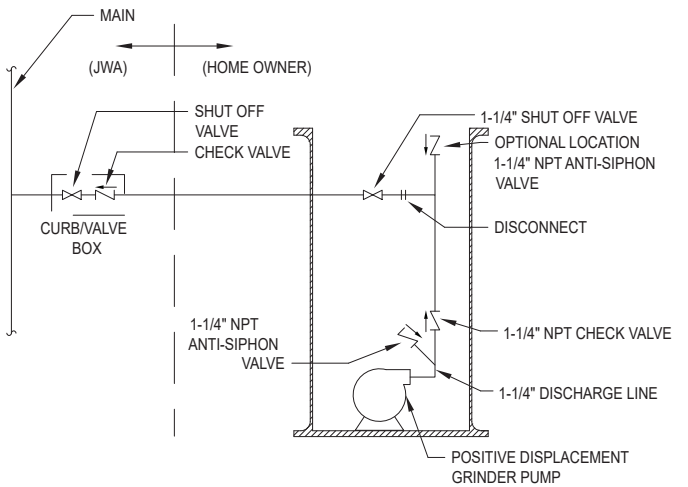 MAIN
(JWA)
(HOME OWNER)
SHUT OFF
VALVE
CHECK VALVE
CURB/VALVE
BOX
1-1/4" SHUT OFF VALVE
OPTIONAL LOCATION
1-1/4" NPT ANTI-SIPHON
VALVE
DISCONNECT
1-1/4" NPT
ANTI-SIPHON
VALVE
1-1/4" NPT CHECK VALVE
1-1/4" DISCHARGE LINE
POSITIVE DISPLACEMENT
GRINDER PUMP